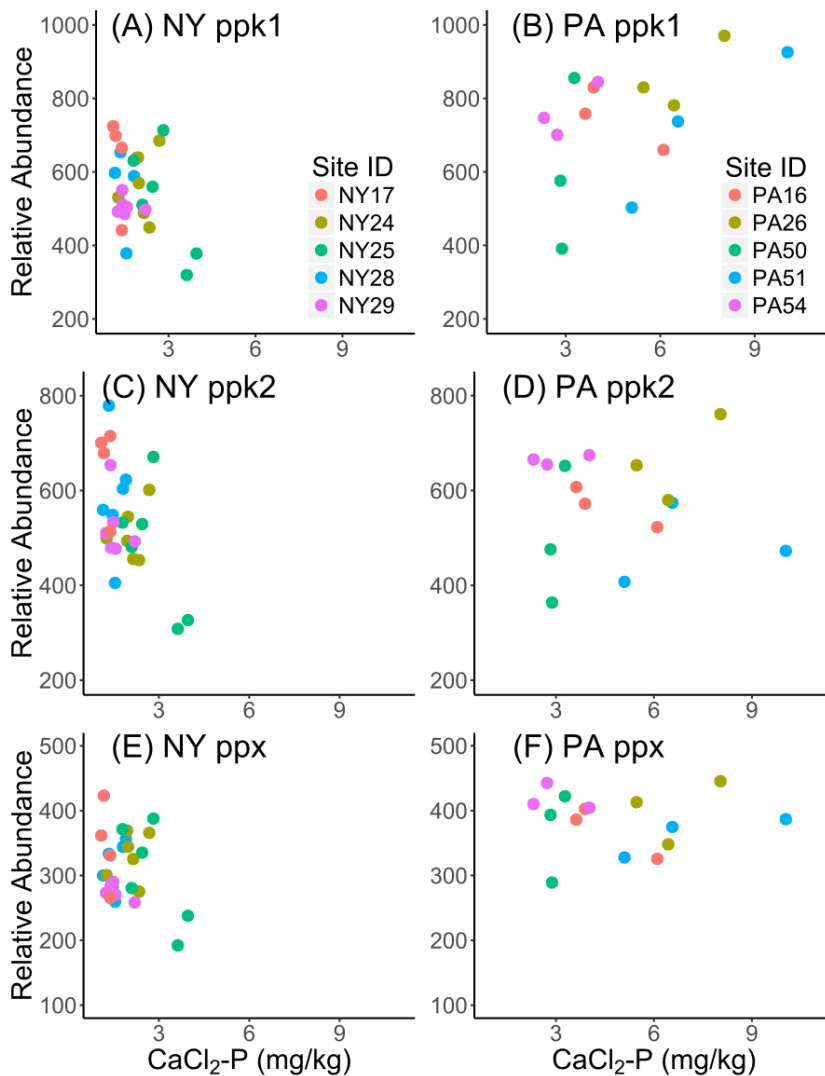 (A) NY ppk1
Relative Abundance
1000
800
600
400
200
3 6 9
Site ID
NY17
NY24
NY25
NY28
NY29
(B) PA ppk1
1000
800
600
400
200
3 6 9
Site ID
PA16
PA26
PA50
PA51
PA54
(C) NY ppk2
Relative Abundance
800
600
400
200
3 6 9
(D) PA ppk2
800
600
400
200
3 6 9
(E) NY ppx
Relative Abundance
500
400
300
200
100
3 6 9
CaCl₂-P (mg/kg)
(F) PA ppx
500
400
300
200
100
3 6 9
CaCl₂-P (mg/kg)